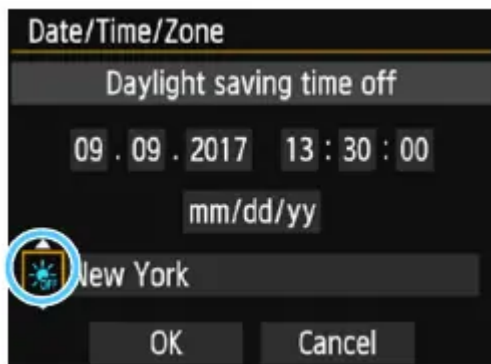 Date/Time/Zone
Daylight saving time off
09 . 09 . 2017 13 : 30 : 00
mm/dd/yy
OFF New York
OK Cancel